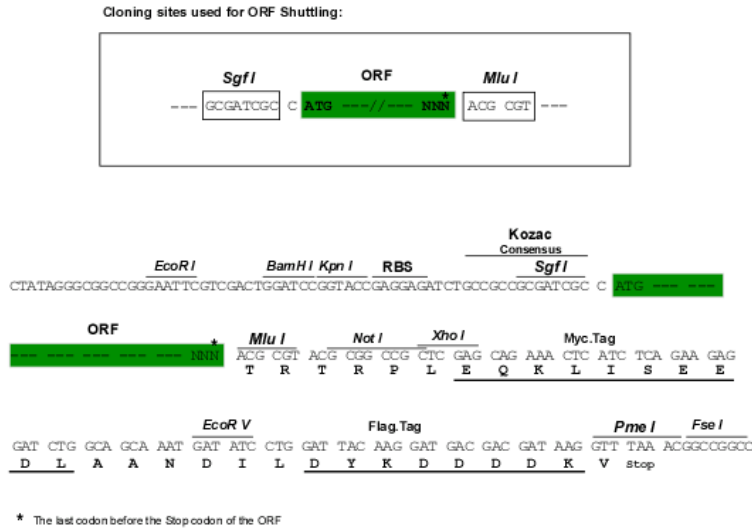 Cloning sites used for ORF Shuttling:
Sgf I ORF Mlu I
*
--- GCGATCGC C ATG ---//--- NNN ACG CGT ---
Kozac
Consensus
EcoR I BamH I Kpn I RBS Sgf I
CTATAGGGCGGCCGGGAATTCGTCGACTGGATCCGGTACCGAGGAGATCTGCCGCCGCGATCGC C ATG --- ---
ORF Mlu I Not I Xho I Myc.Tag
*
--- --- --- --- --- NNN ACG CGT ACG CGG CCG CTC GAG CAG AAA CTC ATC TCA GAA GAG
T R T R P L E Q K L I S E E
EcoR V Flag.Tag Pme I Fse I
GAT CTG GCA GCA AAT GAT ATC CTG GAT TAC AAG GAT GAC GAC GAT AAG GTT TAA ACGGCCGGCC
D L A A N D I L D Y K D D D D K V Stop
* The last codon before the Stop codon of the ORF